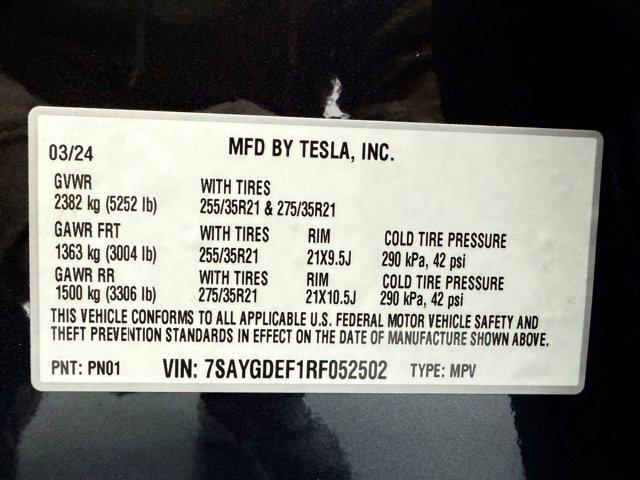 03/24 MFD BY TESLA, INC.
GVWR WITH TIRES
2382 kg (5252 lb) 255/35R21 & 275/35R21
GAWR FRT WITH TIRES RIM COLD TIRE PRESSURE
1363 kg (3004 lb) 255/35R21 21X9.5J 290 kPa, 42 psi
GAWR RR WITH TIRES RIM COLD TIRE PRESSURE
1500 kg (3306 lb) 275/35R21 21X10.5J 290 kPa, 42 psi
THIS VEHICLE CONFORMS TO ALL APPLICABLE U.S. FEDERAL MOTOR VEHICLE SAFETY AND
THEFT PREVENTION STANDARDS IN EFFECT ON THE DATE OF MANUFACTURE SHOWN ABOVE.
PNT: PN01 VIN: 7SAYGDEF1RF052502 TYPE: MPV